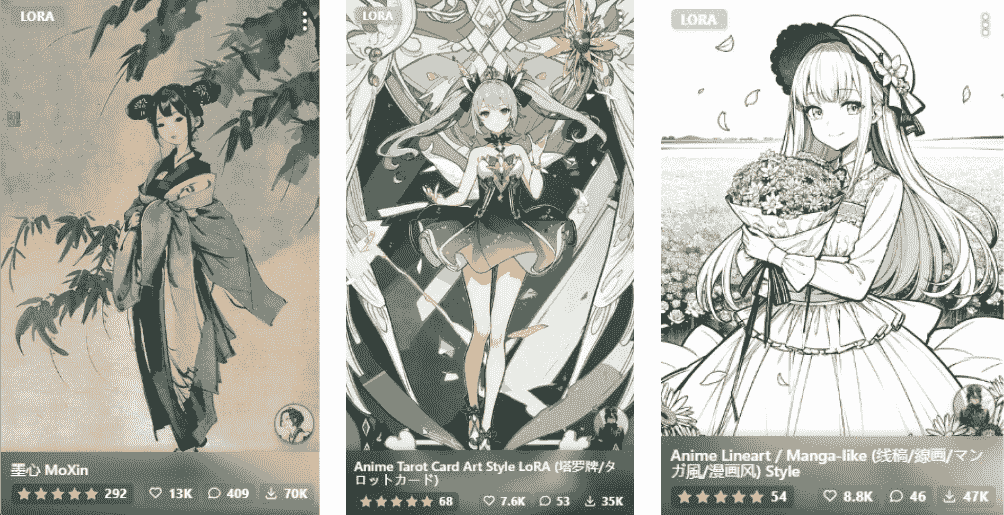 LORA
墨心 MoXin
292
13K
409
70K
LORA
Anime Tarot Card Art Style LoRA (塔罗牌/タ
ロットカード)
68
7.6K
53
35K
LORA
Anime Lineart / Manga-like (线稿/線画/マン
ガ風/漫画风) Style
54
8.8K
46
47K